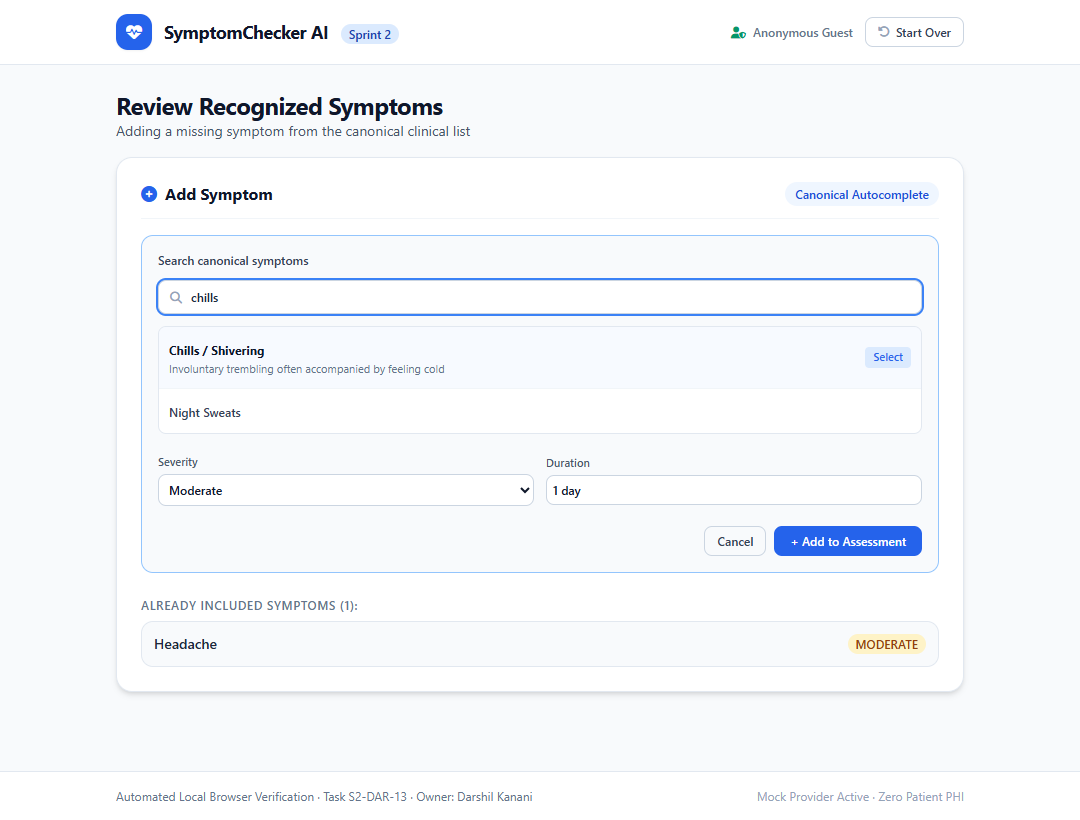 SymptomChecker AI Sprint 2 Anonymous Guest Start Over
Review Recognized Symptoms
Adding a missing symptom from the canonical clinical list
Add Symptom Canonical Autocomplete
Search canonical symptoms
chills
Chills / Shivering
Involuntary trembling often accompanied by feeling cold
Select
Night Sweats
Severity Duration
Moderate 1 day
Cancel + Add to Assessment
ALREADY INCLUDED SYMPTOMS (1):
Headache MODERATE
Automated Local Browser Verification · Task S2-DAR-13 · Owner: Darshil Kanani Mock Provider Active · Zero Patient PHI